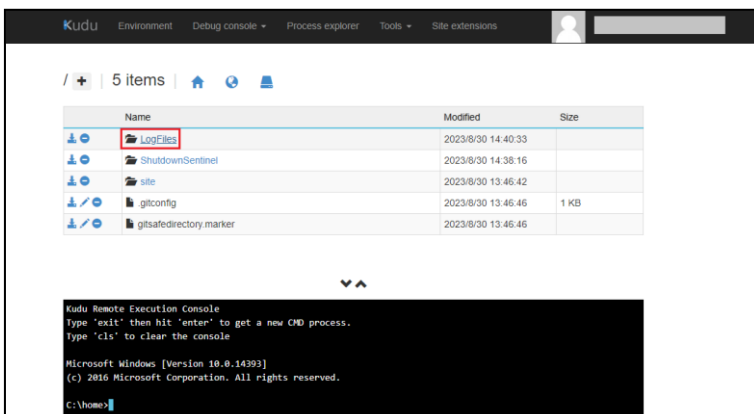 Kudu Environment Debug console Process explorer Tools Site extensions
/ + 5 items
Name Modified Size
LogFiles 2023/8/30 14:40:33
ShutdownSentinel 2023/8/30 14:38:16
site 2023/8/30 13:46:42
.gitconfig 2023/8/30 13:46:46 1 KB
gitsafedirectory.marker 2023/8/30 13:46:46
Kudu Remote Execution Console
Type 'exit' then hit 'enter' to get a new CMD process.
Type 'cls' to clear the console
Microsoft Windows [Version 10.0.14393]
(c) 2016 Microsoft Corporation. All rights reserved.
C:\home>